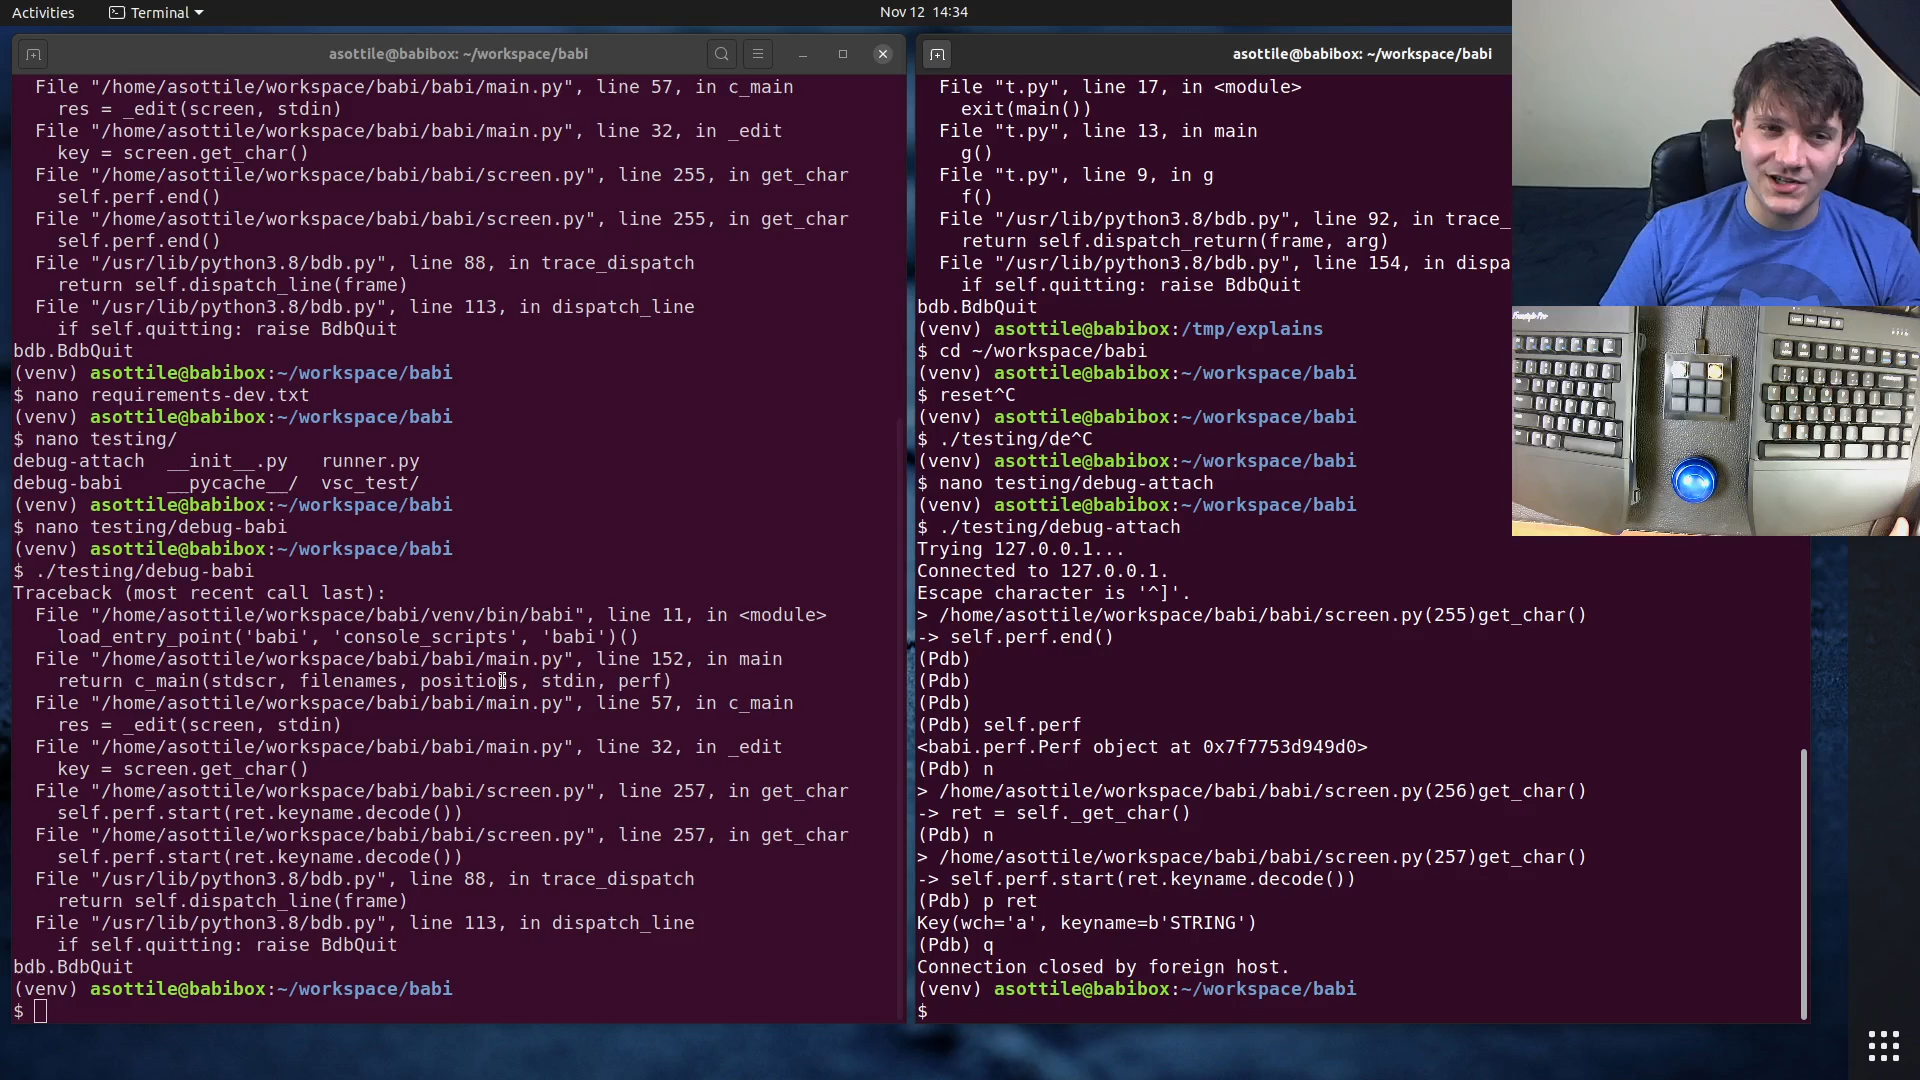 Activities
Terminal
Nov 12 14:34
asottile@babibox: ~/workspace/babi
File "/home/asottile/workspace/babi/babi/main.py", line 57, in c_main
res = _edit(screen, stdin)
File "/home/asottile/workspace/babi/babi/main.py", line 32, in _edit
key = screen.get_char()
File "/home/asottile/workspace/babi/babi/screen.py", line 255, in get_char
self.perf.end()
File "/home/asottile/workspace/babi/babi/screen.py", line 255, in get_char
self.perf.end()
File "/usr/lib/python3.8/bdb.py", line 88, in trace_dispatch
return self.dispatch_line(frame)
File "/usr/lib/python3.8/bdb.py", line 113, in dispatch_line
if self.quitting: raise BdbQuit
bdb.BdbQuit
(venv) asottile@babibox:~/workspace/babi
$ nano requirements-dev.txt
(venv) asottile@babibox:~/workspace/babi
$ nano testing/
debug-attach __init__.py runner.py
debug-babi __pycache__/ vsc_test/
(venv) asottile@babibox:~/workspace/babi
$ nano testing/debug-babi
(venv) asottile@babibox:~/workspace/babi
$ ./testing/debug-babi
Traceback (most recent call last):
File "/home/asottile/workspace/babi/venv/bin/babi", line 11, in <module>
load_entry_point('babi', 'console_scripts', 'babi')()
File "/home/asottile/workspace/babi/babi/main.py", line 152, in main
return c_main(stdscr, filenames, positions, stdin, perf)
File "/home/asottile/workspace/babi/babi/main.py", line 57, in c_main
res = _edit(screen, stdin)
File "/home/asottile/workspace/babi/babi/main.py", line 32, in _edit
key = screen.get_char()
File "/home/asottile/workspace/babi/babi/screen.py", line 257, in get_char
self.perf.start(ret.keyname.decode())
File "/home/asottile/workspace/babi/babi/screen.py", line 257, in get_char
self.perf.start(ret.keyname.decode())
File "/usr/lib/python3.8/bdb.py", line 88, in trace_dispatch
return self.dispatch_line(frame)
File "/usr/lib/python3.8/bdb.py", line 113, in dispatch_line
if self.quitting: raise BdbQuit
bdb.BdbQuit
(venv) asottile@babibox:~/workspace/babi
$
asottile@babibox: ~/workspace/babi
File "t.py", line 17, in <module>
exit(main())
File "t.py", line 13, in main
g()
File "t.py", line 9, in g
f()
File "/usr/lib/python3.8/bdb.py", line 92, in trace_
return self.dispatch_return(frame, arg)
File "/usr/lib/python3.8/bdb.py", line 154, in dispa
if self.quitting: raise BdbQuit
bdb.BdbQuit
(venv) asottile@babibox:/tmp/explains
$ cd ~/workspace/babi
(venv) asottile@babibox:~/workspace/babi
$ reset^C
(venv) asottile@babibox:~/workspace/babi
$ ./testing/de^C
(venv) asottile@babibox:~/workspace/babi
$ nano testing/debug-attach
(venv) asottile@babibox:~/workspace/babi
$ ./testing/debug-attach
Trying 127.0.0.1...
Connected to 127.0.0.1.
Escape character is '^]'.
> /home/asottile/workspace/babi/babi/screen.py(255)get_char()
-> self.perf.end()
(Pdb)
(Pdb)
(Pdb)
(Pdb) self.perf
<babi.perf.Perf object at 0x7f7753d949d0>
(Pdb) n
> /home/asottile/workspace/babi/babi/screen.py(256)get_char()
-> ret = self._get_char()
(Pdb) n
> /home/asottile/workspace/babi/babi/screen.py(257)get_char()
-> self.perf.start(ret.keyname.decode())
(Pdb) p ret
Key(wch='a', keyname=b'STRING')
(Pdb) q
Connection closed by foreign host.
(venv) asottile@babibox:~/workspace/babi
$